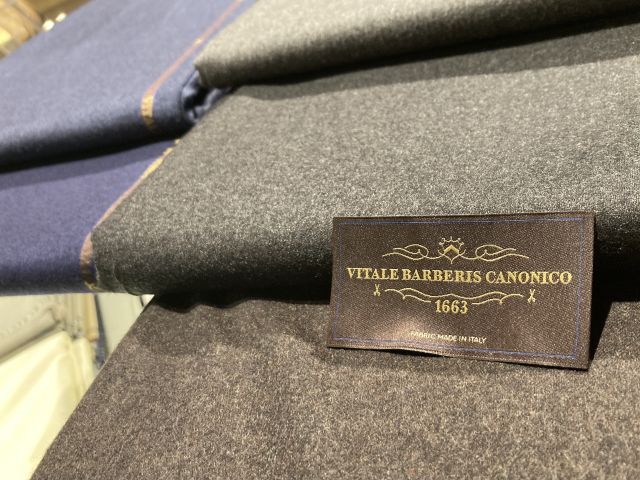 VITALE BARBERIS CANONICO
1663
FABRIC MADE IN ITALY